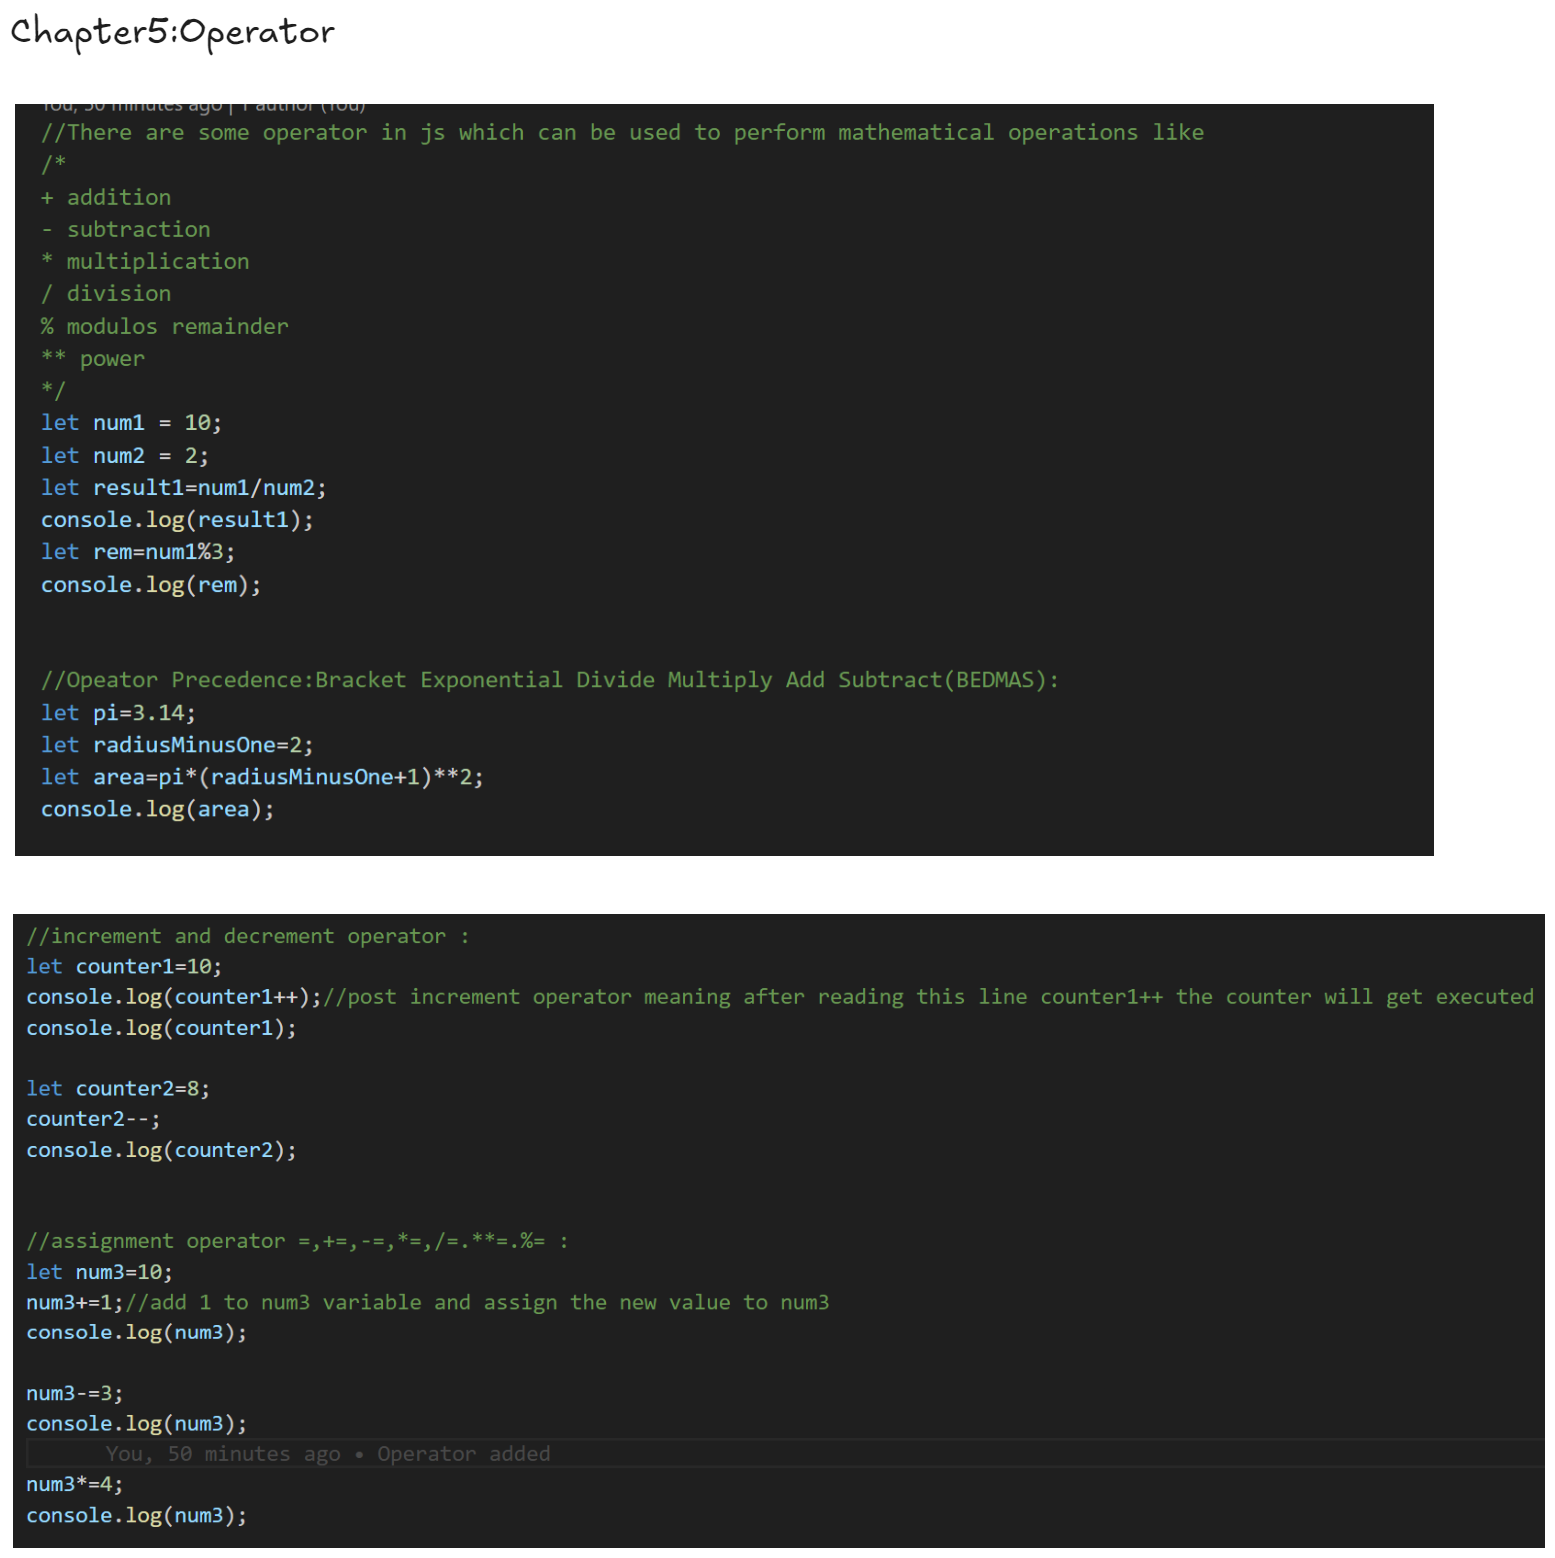 Chapter5:Operator
You, 50 minutes ago | 1 author (You)
//There are some operator in js which can be used to perform mathematical operations like
/*
+ addition
- subtraction
* multiplication
/ division
% modulos remainder
** power
*/
let num1 = 10;
let num2 = 2;
let result1=num1/num2;
console.log(result1);
let rem=num1%3;
console.log(rem);
//Opeator Precedence:Bracket Exponential Divide Multiply Add Subtract(BEDMAS):
let pi=3.14;
let radiusMinusOne=2;
let area=pi*(radiusMinusOne+1)**2;
console.log(area);
//increment and decrement operator :
let counter1=10;
console.log(counter1++);//post increment operator meaning after reading this line counter1++ the counter will get executed
console.log(counter1);
let counter2=8;
counter2--;
console.log(counter2);
//assignment operator =,+=,-=,*=,/=.**=.%= :
let num3=10;
num3+=1;//add 1 to num3 variable and assign the new value to num3
console.log(num3);
num3-=3;
console.log(num3);
You, 50 minutes ago • Operator added
num3*=4;
console.log(num3);